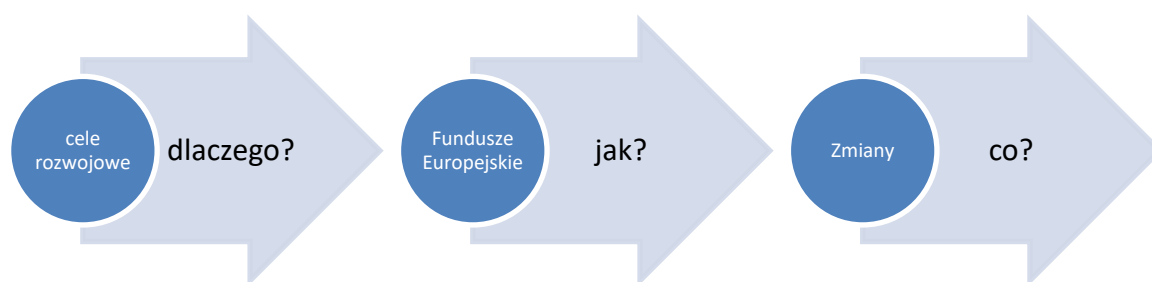 cele
rozwojowe
dlaczego?
Fundusze
Europejskie
jak?
Zmiany
co?